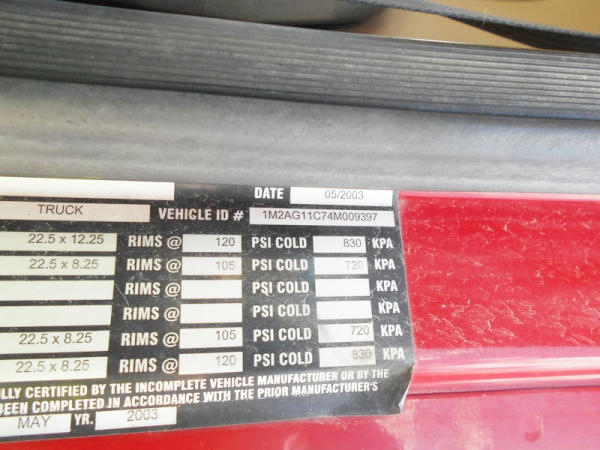 DATE 05/2003
TRUCK VEHICLE ID # 1M2AG11C74M009397
22.5 x 12.25 RIMS @ 120 PSI COLD 830 KPA
22.5 x 8.25 RIMS @ 105 PSI COLD 720 KPA
RIMS @ PSI COLD KPA
RIMS @ PSI COLD KPA
22.5 x 8.25 RIMS @ 105 PSI COLD 720 KPA
22.5 x 8.25 RIMS @ 120 PSI COLD 830 KPA
CERTIFIED BY THE INCOMPLETE VEHICLE MANUFACTURER OR BY THE
BEEN COMPLETED IN ACCORDANCE WITH THE PRIOR MANUFACTURER'S
MAY YR. 2003